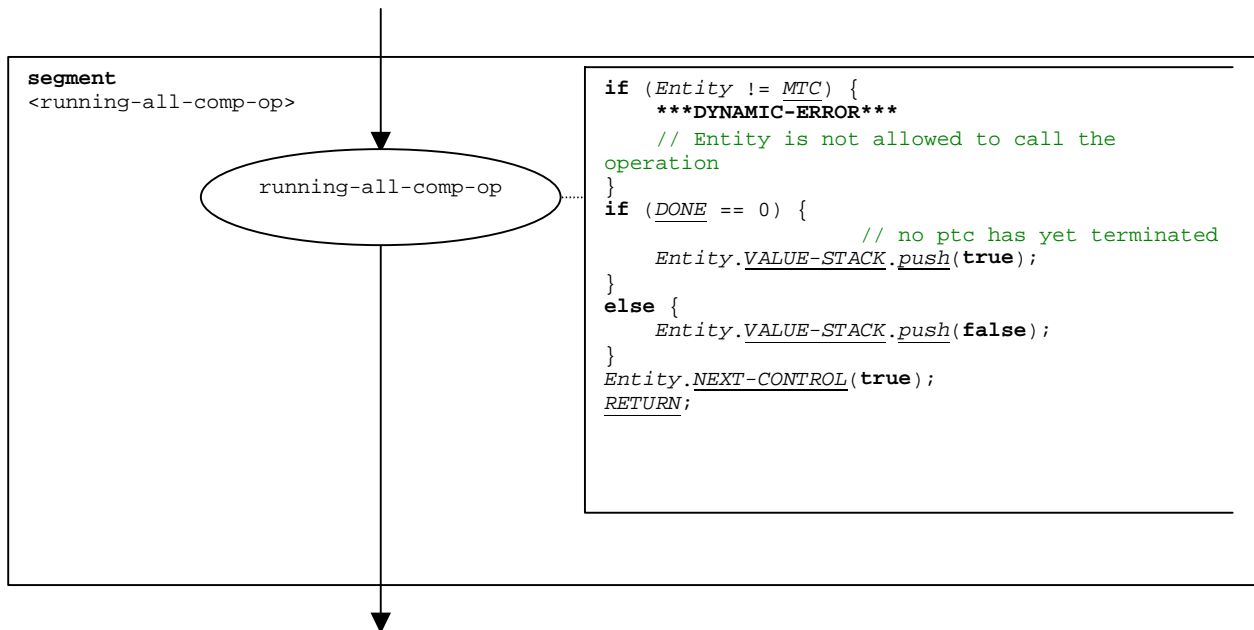 segment
<running-all-comp-op>
running-all-comp-op
if (Entity != MTC) {
***DYNAMIC-ERROR***
// Entity is not allowed to call the
operation
}
if (DONE == 0) {
// no ptc has yet terminated
Entity.VALUE-STACK.push(true);
}
else {
Entity.VALUE-STACK.push(false);
}
Entity.NEXT-CONTROL(true);
RETURN;